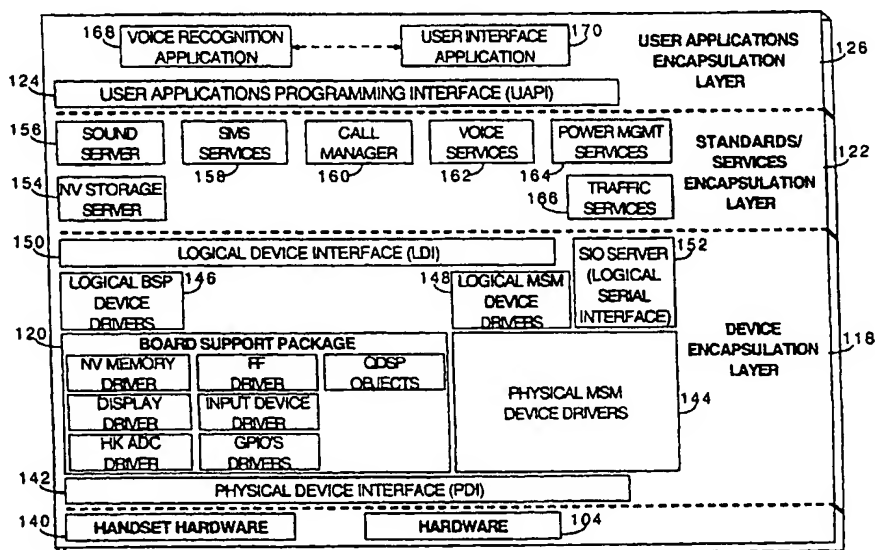 168
VOICE RECOGNITION
APPLICATION
USER INTERFACE
APPLICATION
170
USER APPLICATIONS
ENCAPSULATION
LAYER
126
124
USER APPLICATIONS PROGRAMMING INTERFACE (UAPI)
156
SOUND
SERVER
SMS
SERVICES
158
CALL
MANAGER
160
VOICE
SERVICES
162
POWER MGMT
SERVICES
164
STANDARDS/
SERVICES
ENCAPSULATION
LAYER
122
154
NV STORAGE
SERVER
166
TRAFFIC
SERVICES
150
LOGICAL DEVICE INTERFACE (LDI)
152
SIO SERVER
(LOGICAL
SERIAL
INTERFACE)
LOGICAL BSP
DEVICE
DRIVERS
146
148
LOGICAL MSM
DEVICE
DRIVERS
DEVICE
ENCAPSULATION
LAYER
118
120
BOARD SUPPORT PACKAGE
NV MEMORY
DRIVER
FF
DRIVER
QDSP
OBJECTS
DISPLAY
DRIVER
INPUT DEVICE
DRIVER
HK ADC
DRIVER
GPIO'S
DRIVERS
PHYSICAL MSM
DEVICE DRIVERS
144
142
PHYSICAL DEVICE INTERFACE (PDI)
140
HANDSET HARDWARE
HARDWARE
104